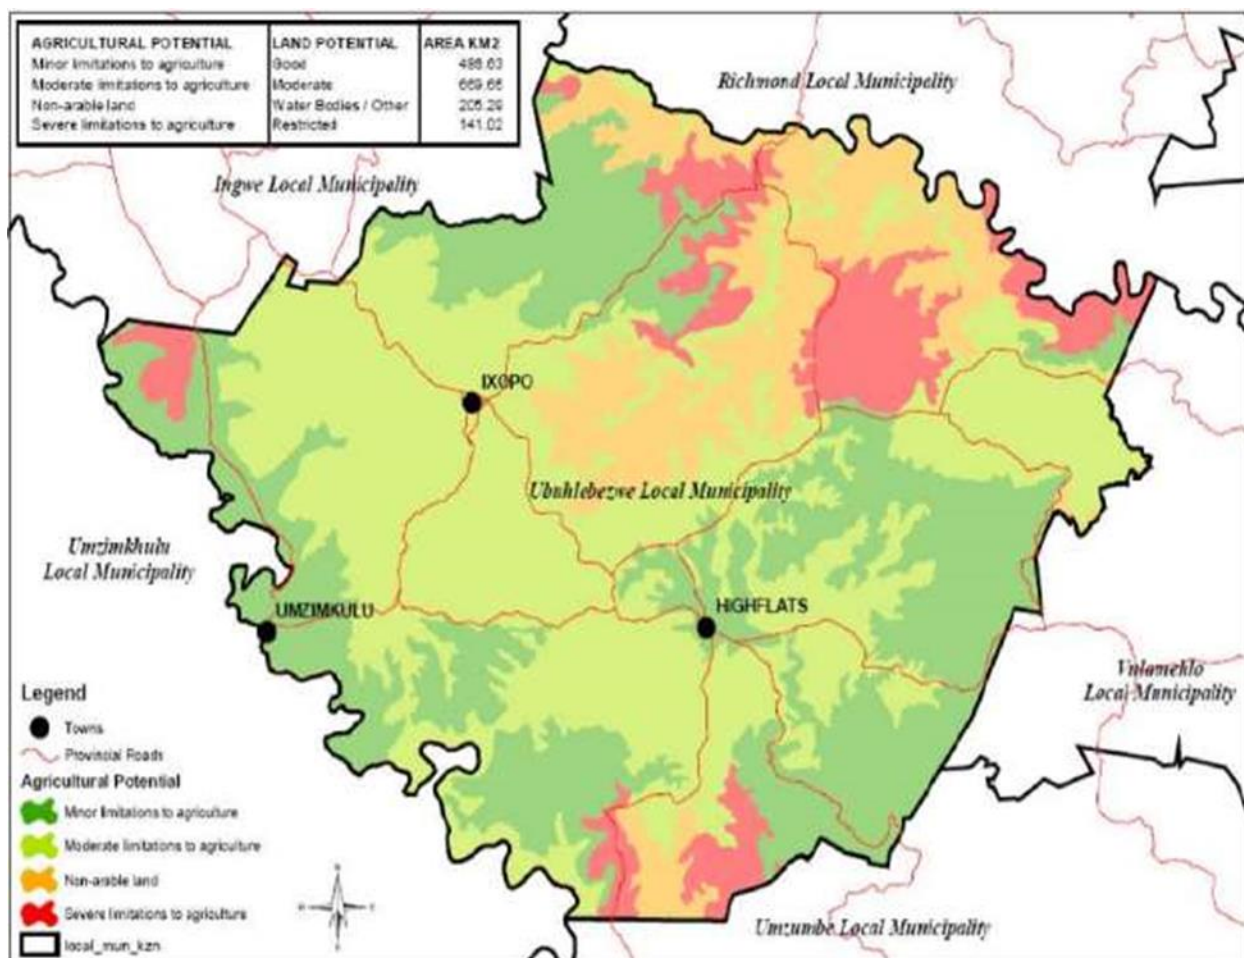 AGRICULTURAL POTENTIAL LAND POTENTIAL AREA KM2
Minor limitations to agriculture Good 486.63
Moderate limitations to agriculture Moderate 669.66
Non-arable land Water Bodies / Other 205.29
Severe limitations to agriculture Restricted 141.02
Richmond Local Municipality
Ingwe Local Municipality
IXOPO
Ubuhlebezwe Local Municipality
Umzimkhulu
Local Municipality
UMZIMKULU
HIGHFLATS
Vulamehlo
Local Municipality
Umzumbe Local Municipality
Legend
Towns
Provincial Roads
Agricultural Potential
Minor limitations to agriculture
Moderate limitations to agriculture
Non-arable land
Severe limitations to agriculture
local_mun_kzn